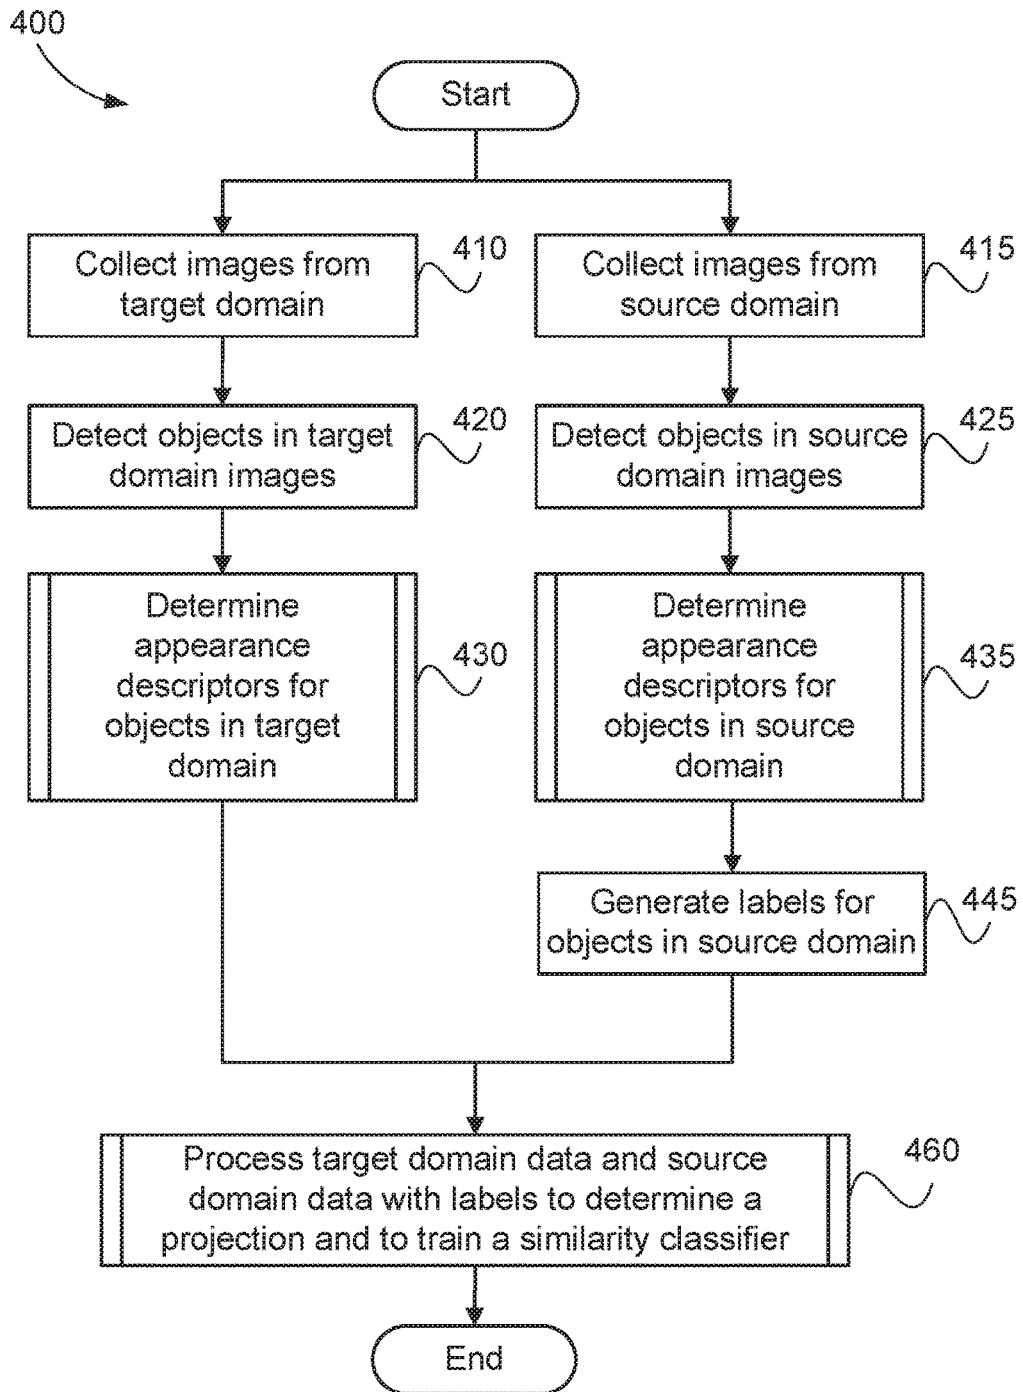 400
Start
Collect images from
target domain
410
Collect images from
source domain
415
Detect objects in target
domain images
420
Detect objects in source
domain images
425
Determine
appearance
descriptors for
objects in target
domain
430
Determine
appearance
descriptors for
objects in source
domain
435
Generate labels for
objects in source domain
445
Process target domain data and source
domain data with labels to determine a
projection and to train a similarity classifier
460
End